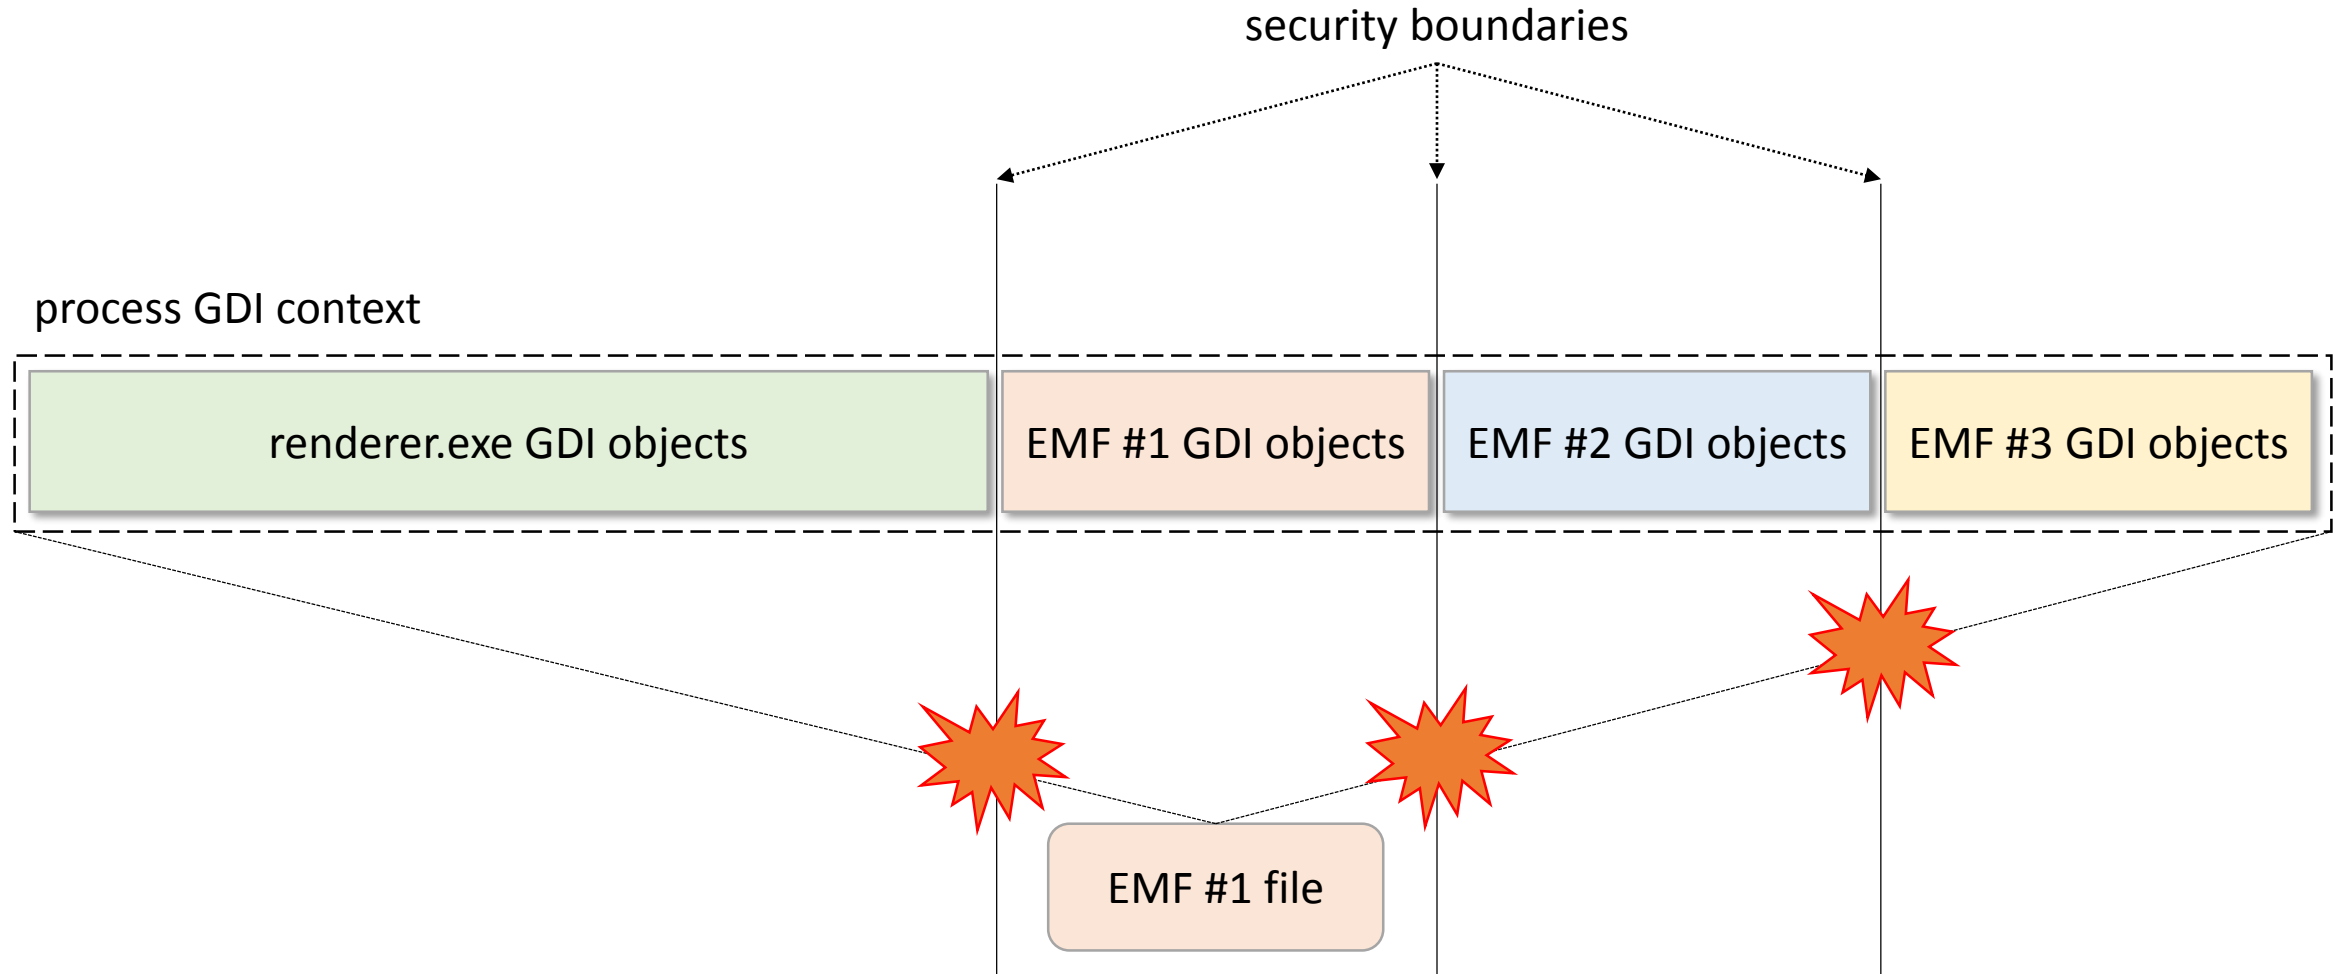 security boundaries
process GDI context
renderer.exe GDI objects
EMF #1 GDI objects
EMF #2 GDI objects
EMF #3 GDI objects
EMF #1 file